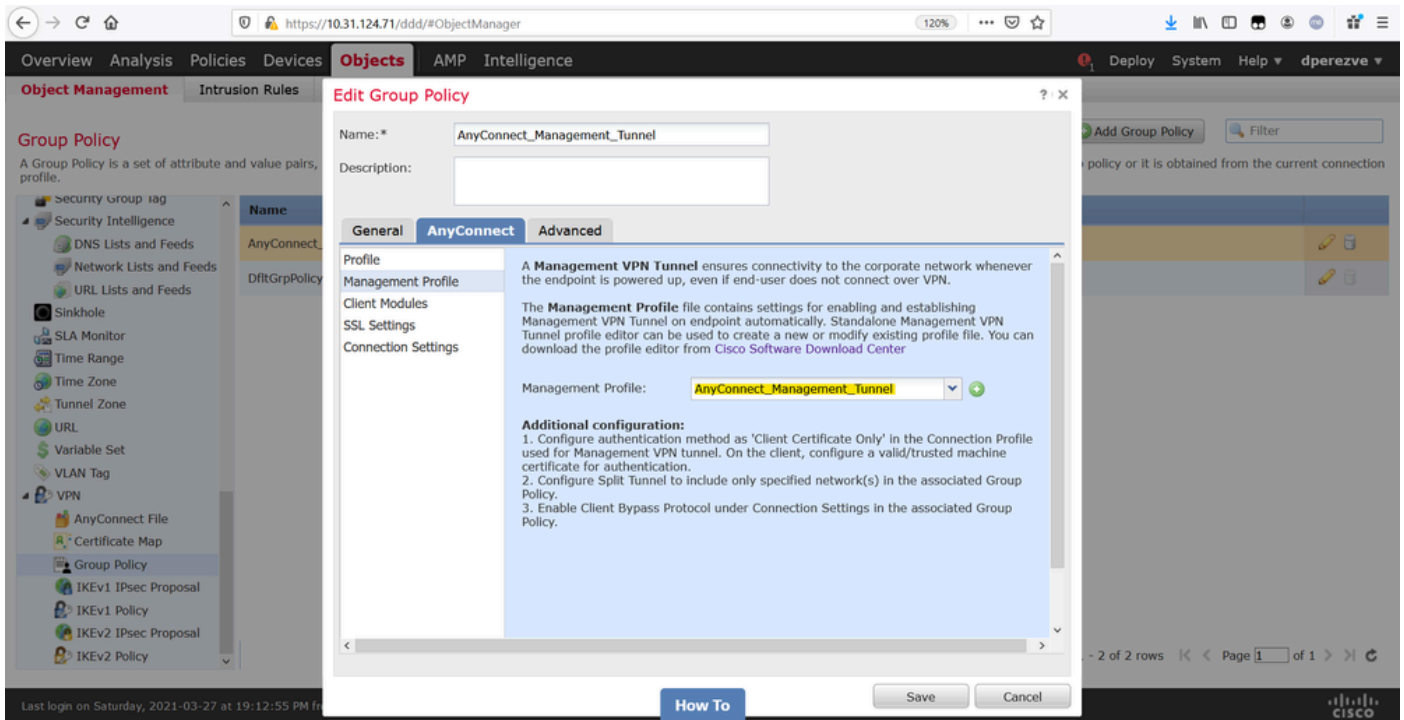 https://10.31.124.71/ddd/#ObjectManager
120%
Overview Analysis Policies Devices Objects AMP Intelligence
1 Deploy System Help dperezve
Object Management Intrusion Rules
Group Policy
A Group Policy is a set of attribute and value pairs,
profile.
Add Group Policy
Filter
policy or it is obtained from the current connection
Security Group Tag
Security Intelligence
DNS Lists and Feeds
Network Lists and Feeds
URL Lists and Feeds
Sinkhole
SLA Monitor
Time Range
Time Zone
Tunnel Zone
URL
Variable Set
VLAN Tag
VPN
AnyConnect File
Certificate Map
Group Policy
IKEv1 IPsec Proposal
IKEv1 Policy
IKEv2 IPsec Proposal
IKEv2 Policy
Name
AnyConnect_
DfltGrpPolicy
Edit Group Policy
? X
Name:* AnyConnect_Management_Tunnel
Description:
General AnyConnect Advanced
Profile
Management Profile
Client Modules
SSL Settings
Connection Settings
A Management VPN Tunnel ensures connectivity to the corporate network whenever
the endpoint is powered up, even if end-user does not connect over VPN.
The Management Profile file contains settings for enabling and establishing
Management VPN Tunnel on endpoint automatically. Standalone Management VPN
Tunnel profile editor can be used to create a new or modify existing profile file. You can
download the profile editor from Cisco Software Download Center
Management Profile: AnyConnect_Management_Tunnel
Additional configuration:
1. Configure authentication method as 'Client Certificate Only' in the Connection Profile
used for Management VPN tunnel. On the client, configure a valid/trusted machine
certificate for authentication.
2. Configure Split Tunnel to include only specified network(s) in the associated Group
Policy.
3. Enable Client Bypass Protocol under Connection Settings in the associated Group
Policy.
- 2 of 2 rows Page 1 of 1
Save Cancel
How To
Last login on Saturday, 2021-03-27 at 19:12:55 PM fr
CISCO